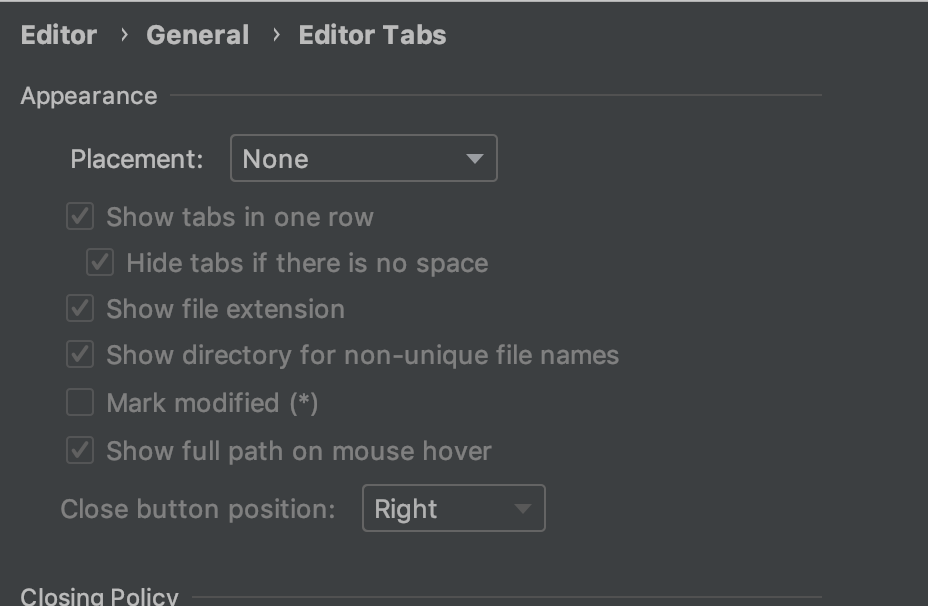 Editor › General › Editor Tabs
Appearance
Placement: None
Show tabs in one row
Hide tabs if there is no space
Show file extension
Show directory for non-unique file names
Mark modified (*)
Show full path on mouse hover
Close button position: Right
Closing Policy